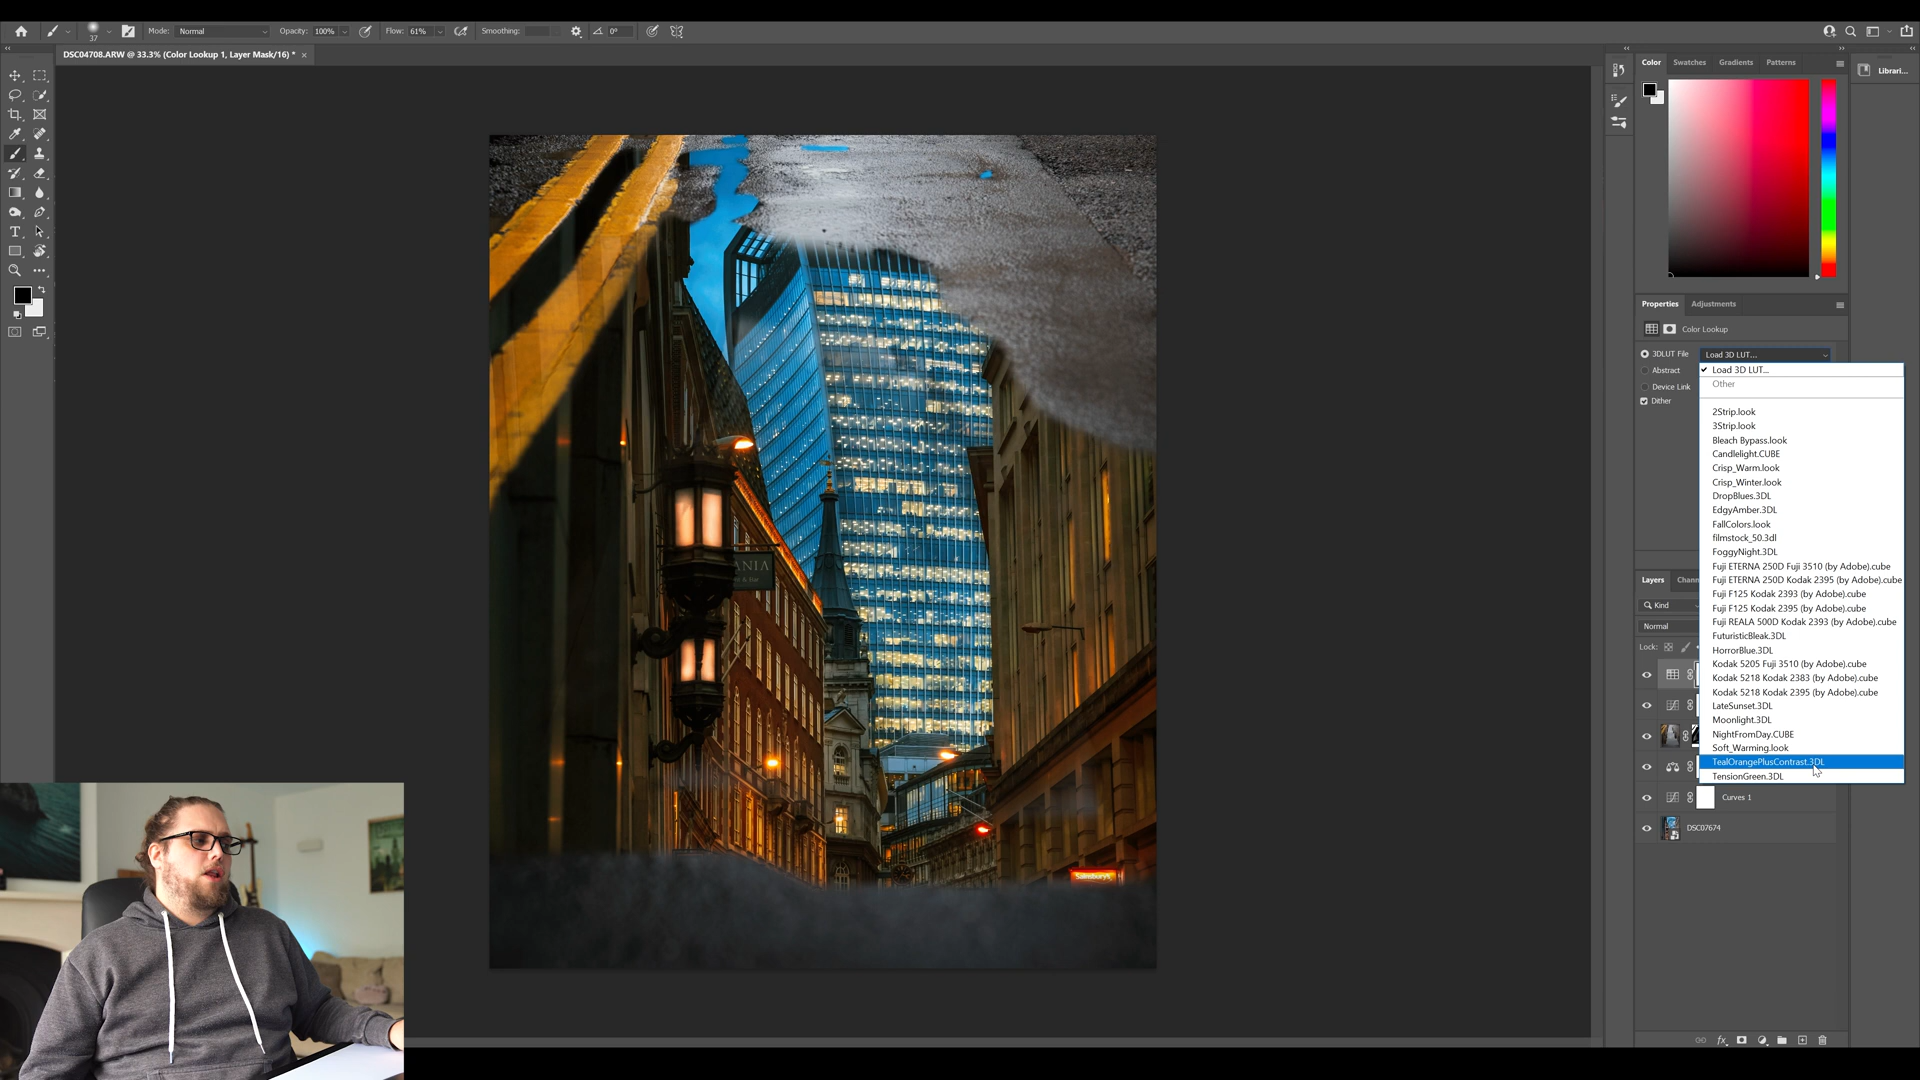 37
Mode: Normal
Opacity: 100%
Flow: 61%
Smoothing:
0°
DSC04708.ARW @ 33.3% (Color Lookup 1, Layer Mask/16) *
Color
Swatches
Gradients
Patterns
Librari...
Properties
Adjustments
Color Lookup
3DLUT File
Load 3D LUT...
Abstract
Device Link
Dither
Load 3D LUT...
Other
2Strip.look
3Strip.look
Bleach Bypass.look
Candlelight.CUBE
Crisp_Warm.look
Crisp_Winter.look
DropBlues.3DL
EdgyAmber.3DL
FallColors.look
filmstock_50.3dl
FoggyNight.3DL
Fuji ETERNA 250D Fuji 3510 (by Adobe).cube
Fuji ETERNA 250D Kodak 2395 (by Adobe).cube
Fuji F125 Kodak 2393 (by Adobe).cube
Fuji F125 Kodak 2395 (by Adobe).cube
Fuji REALA 500D Kodak 2393 (by Adobe).cube
FuturisticBleak.3DL
HorrorBlue.3DL
Kodak 5205 Fuji 3510 (by Adobe).cube
Kodak 5218 Kodak 2383 (by Adobe).cube
Kodak 5218 Kodak 2395 (by Adobe).cube
LateSunset.3DL
Moonlight.3DL
NightFromDay.CUBE
Soft_Warming.look
TealOrangePlusContrast.3DL
TensionGreen.3DL
Layers
Chann
Kind
Normal
Lock:
Curves 1
DSC07674
ANIA
& Bar
Sainsbury's